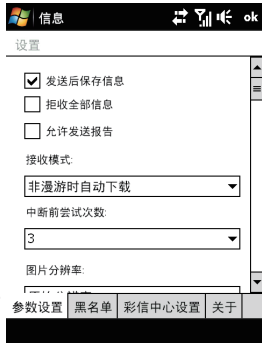 信息 ok
设置
发送后保存信息
拒收全部信息
允许发送报告
接收模式:
非漫游时自动下载
中断前尝试次数:
3
图片分辨率:
参数设置 黑名单 彩信中心设置 关于